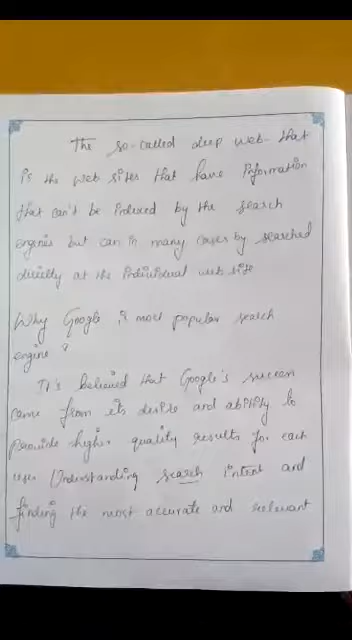 The so-called deep web- that
is the web sites that have Information
that can't be Indexed by the search
engines but can in many cases by searched
directly at the Individual web site
Why Google is most popular search
engine ?
It's believed that Google's success
came from its desire and ability to
Provide higher quality results for each
user Understanding search intent and
finding the most accurate and relevant